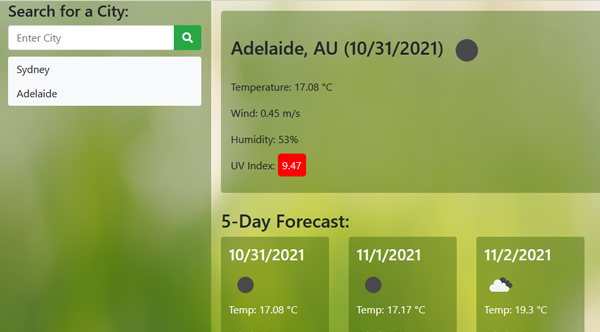 Search for a City:
Enter City
Sydney
Adelaide
Adelaide, AU (10/31/2021)
Temperature: 17.08 °C
Wind: 0.45 m/s
Humidity: 53%
UV Index: 9.47
5-Day Forecast:
10/31/2021
Temp: 17.08 °C
11/1/2021
Temp: 17.17 °C
11/2/2021
Temp: 19.3 °C